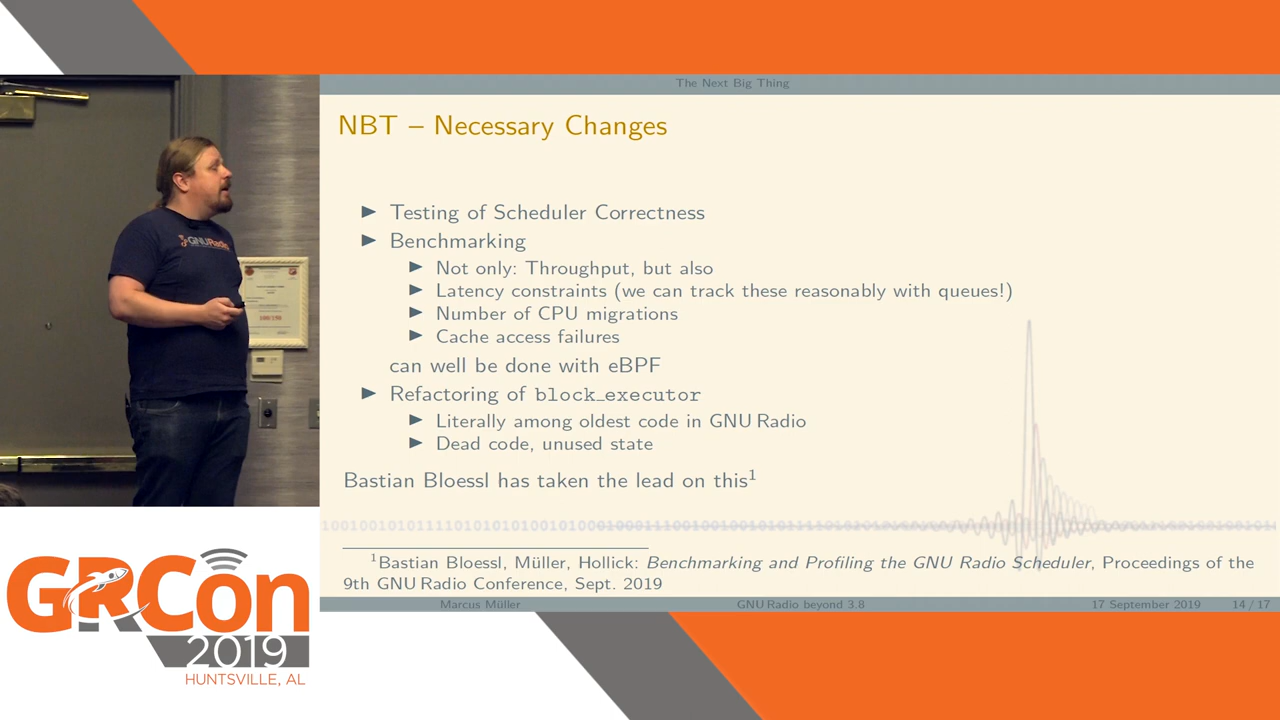 The Next Big Thing
NBT – Necessary Changes
Testing of Scheduler Correctness
Benchmarking
Not only: Throughput, but also
Latency constraints (we can track these reasonably with queues!)
Number of CPU migrations
Cache access failures
can well be done with eBPF
Refactoring of block_executor
Literally among oldest code in GNU Radio
Dead code, unused state
Bastian Bloessl has taken the lead on this1
1Bastian Bloessl, Müller, Hollick: Benchmarking and Profiling the GNU Radio Scheduler, Proceedings of the
9th GNU Radio Conference, Sept. 2019
Marcus Müller GNU Radio beyond 3.8 17 September 2019 14 / 17
GNURadio
GRCon
2019
HUNTSVILLE, AL